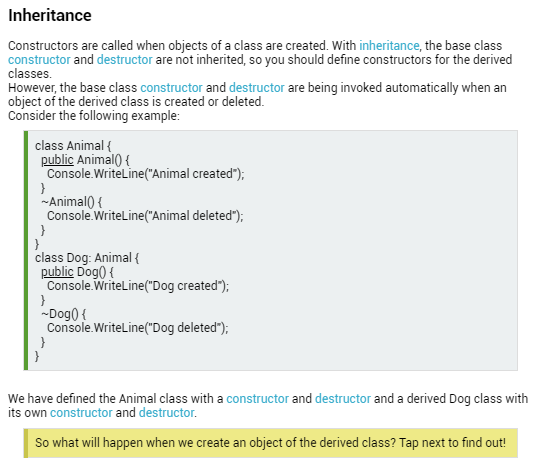 Inheritance
Constructors are called when objects of a class are created. With inheritance, the base class
constructor and destructor are not inherited, so you should define constructors for the derived
classes.
However, the base class constructor and destructor are being invoked automatically when an
object of the derived class is created or deleted.
Consider the following example:
class Animal {
public Animal() {
Console.WriteLine("Animal created");
}
~Animal() {
Console.WriteLine("Animal deleted");
}
}
class Dog: Animal {
public Dog() {
Console.WriteLine("Dog created");
}
~Dog() {
Console.WriteLine("Dog deleted");
}
}
We have defined the Animal class with a constructor and destructor and a derived Dog class with
its own constructor and destructor.
So what will happen when we create an object of the derived class? Tap next to find out!